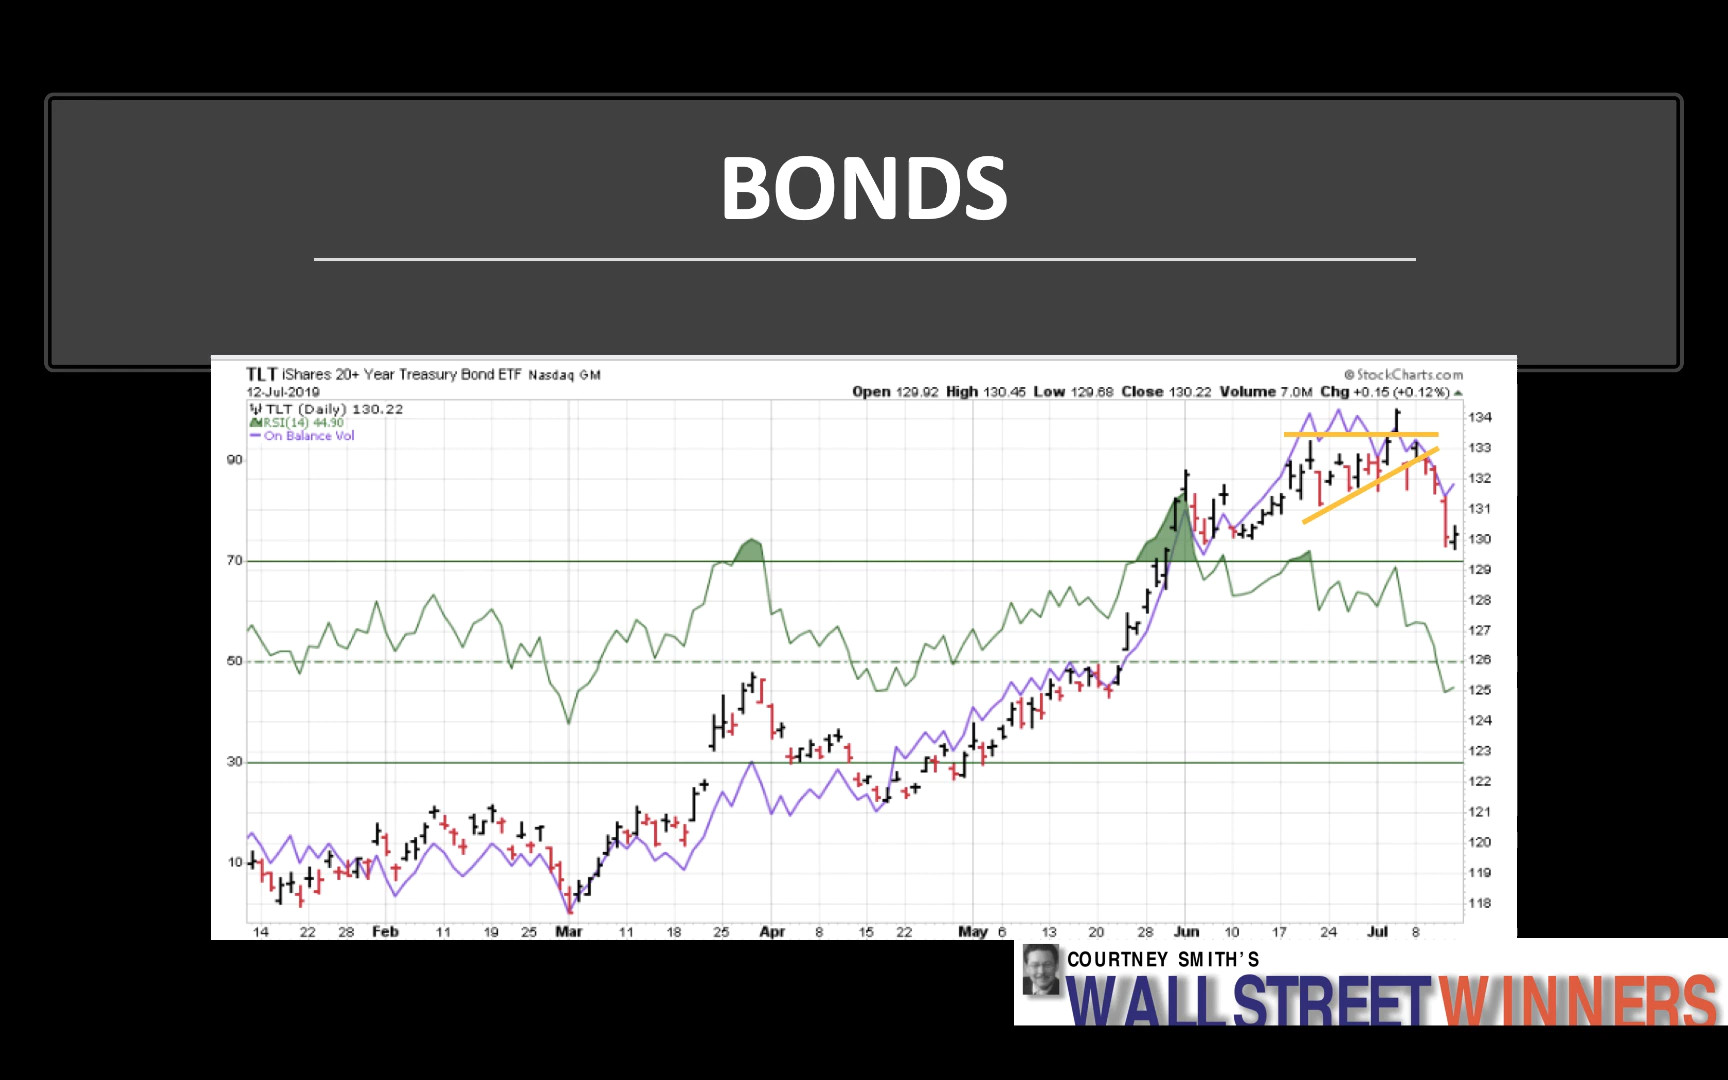 BONDS
TLT iShares 20+ Year Treasury Bond ETF Nasdaq GM
© StockCharts.com
12-Jul-2019
Open 129.92 High 130.45 Low 129.68 Close 130.22 Volume 7.0M Chg +0.15 (+0.12%)
TLT (Daily) 130.22
RSI(14) 44.90
On Balance Vol
90
70
50
30
10
134
133
132
131
130
129
128
127
126
125
124
123
122
121
120
119
118
14 22 28 Feb 11 19 25 Mar 11 18 25 Apr 8 15 22 May 6 13 20 28 Jun 10 17 24 Jul 8
COURTNEY SMITH'S
WALL STREET WINNERS